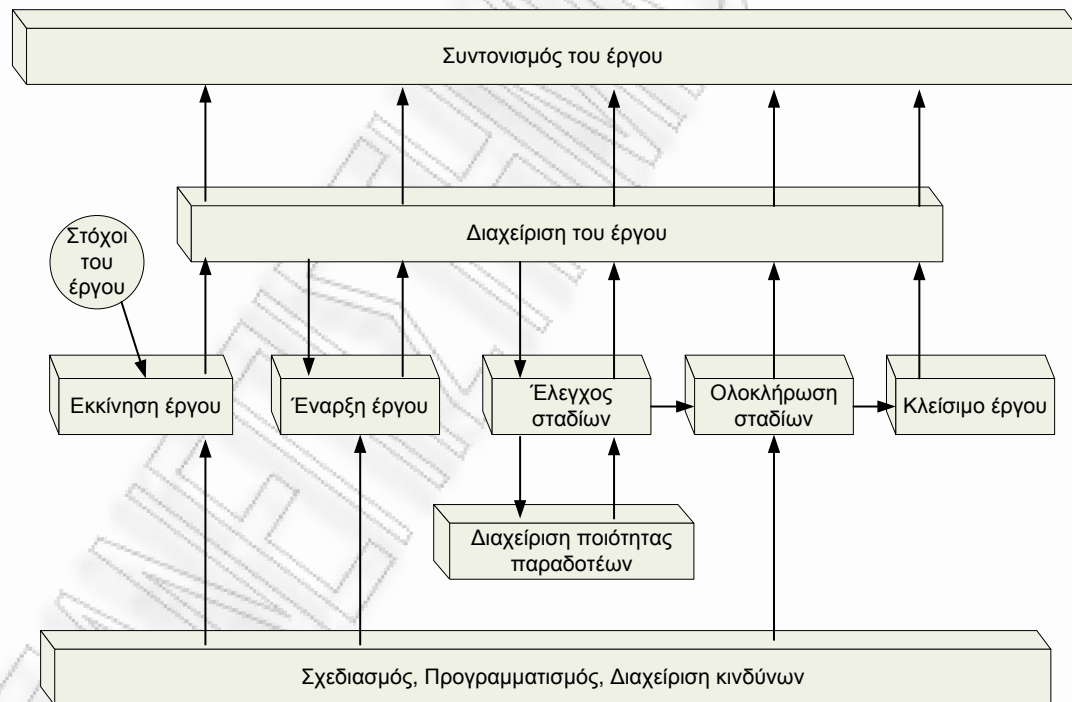 Συντονισμός του έργου
Διαχείριση του έργου
Στόχοι
του
έργου
Εκκίνηση έργου
Έναρξη έργου
Έλεγχος
σταδίων
Ολοκλήρωση
σταδίων
Κλείσιμο έργου
Διαχείριση ποιότητας
παραδοτέων
Σχεδιασμός, Προγραμματισμός, Διαχείριση κινδύνων